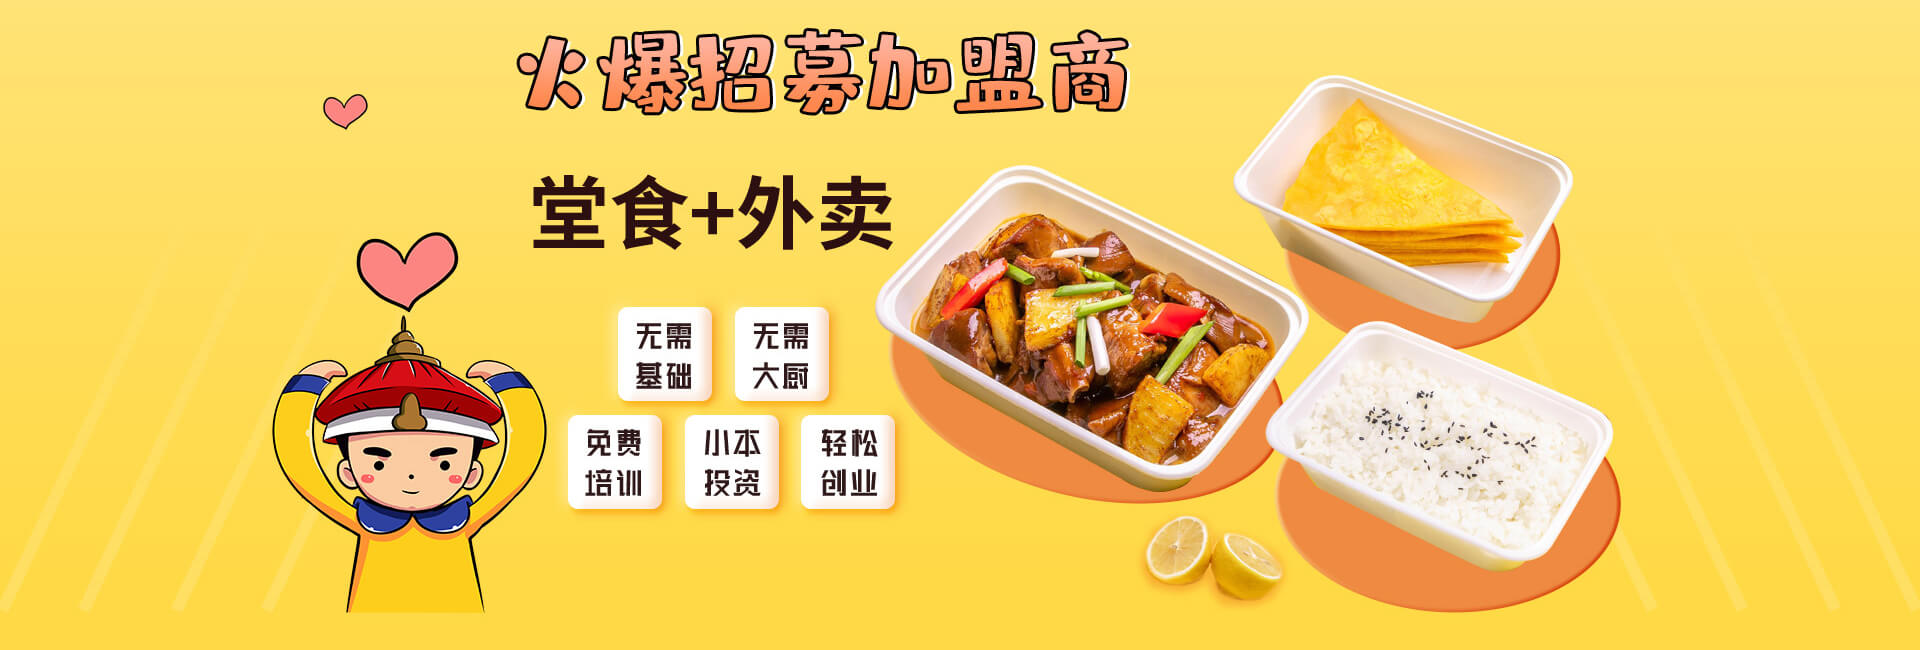 火爆招募加盟商
堂食+外卖
无需
基础
无需
大厨
免费
培训
小本
投资
轻松
创业